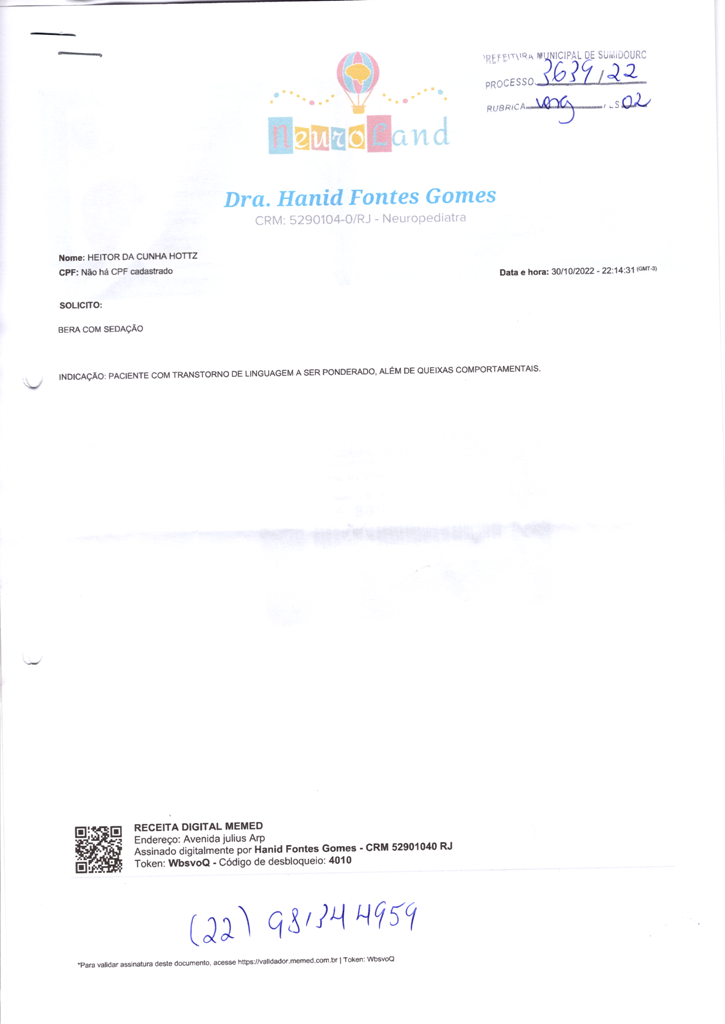 PREFEITURA MUNICIPAL DE SUMIDOURO
PROCESSO 3639/22
RUBRICA FLS 02
NeuroLand
Dra. Hanid Fontes Gomes
CRM: 5290104-0/RJ - Neuropediatra
Nome: HEITOR DA CUNHA HOTTZ
CPF: Não há CPF cadastrado
Data e hora: 30/10/2022 - 22:14:31 (GMT-3)
SOLICITO:
BERA COM SEDAÇÃO
INDICAÇÃO: PACIENTE COM TRANSTORNO DE LINGUAGEM A SER PONDERADO, ALÉM DE QUEIXAS COMPORTAMENTAIS.
RECEITA DIGITAL MEMED
Endereço: Avenida julius Arp
Assinado digitalmente por Hanid Fontes Gomes - CRM 52901040 RJ
Token: WbsvoQ - Código de desbloqueio: 4010
(22) 981344959
*Para validar assinatura deste documento, acesse https://validador.memed.com.br | Token: WbsvoQ